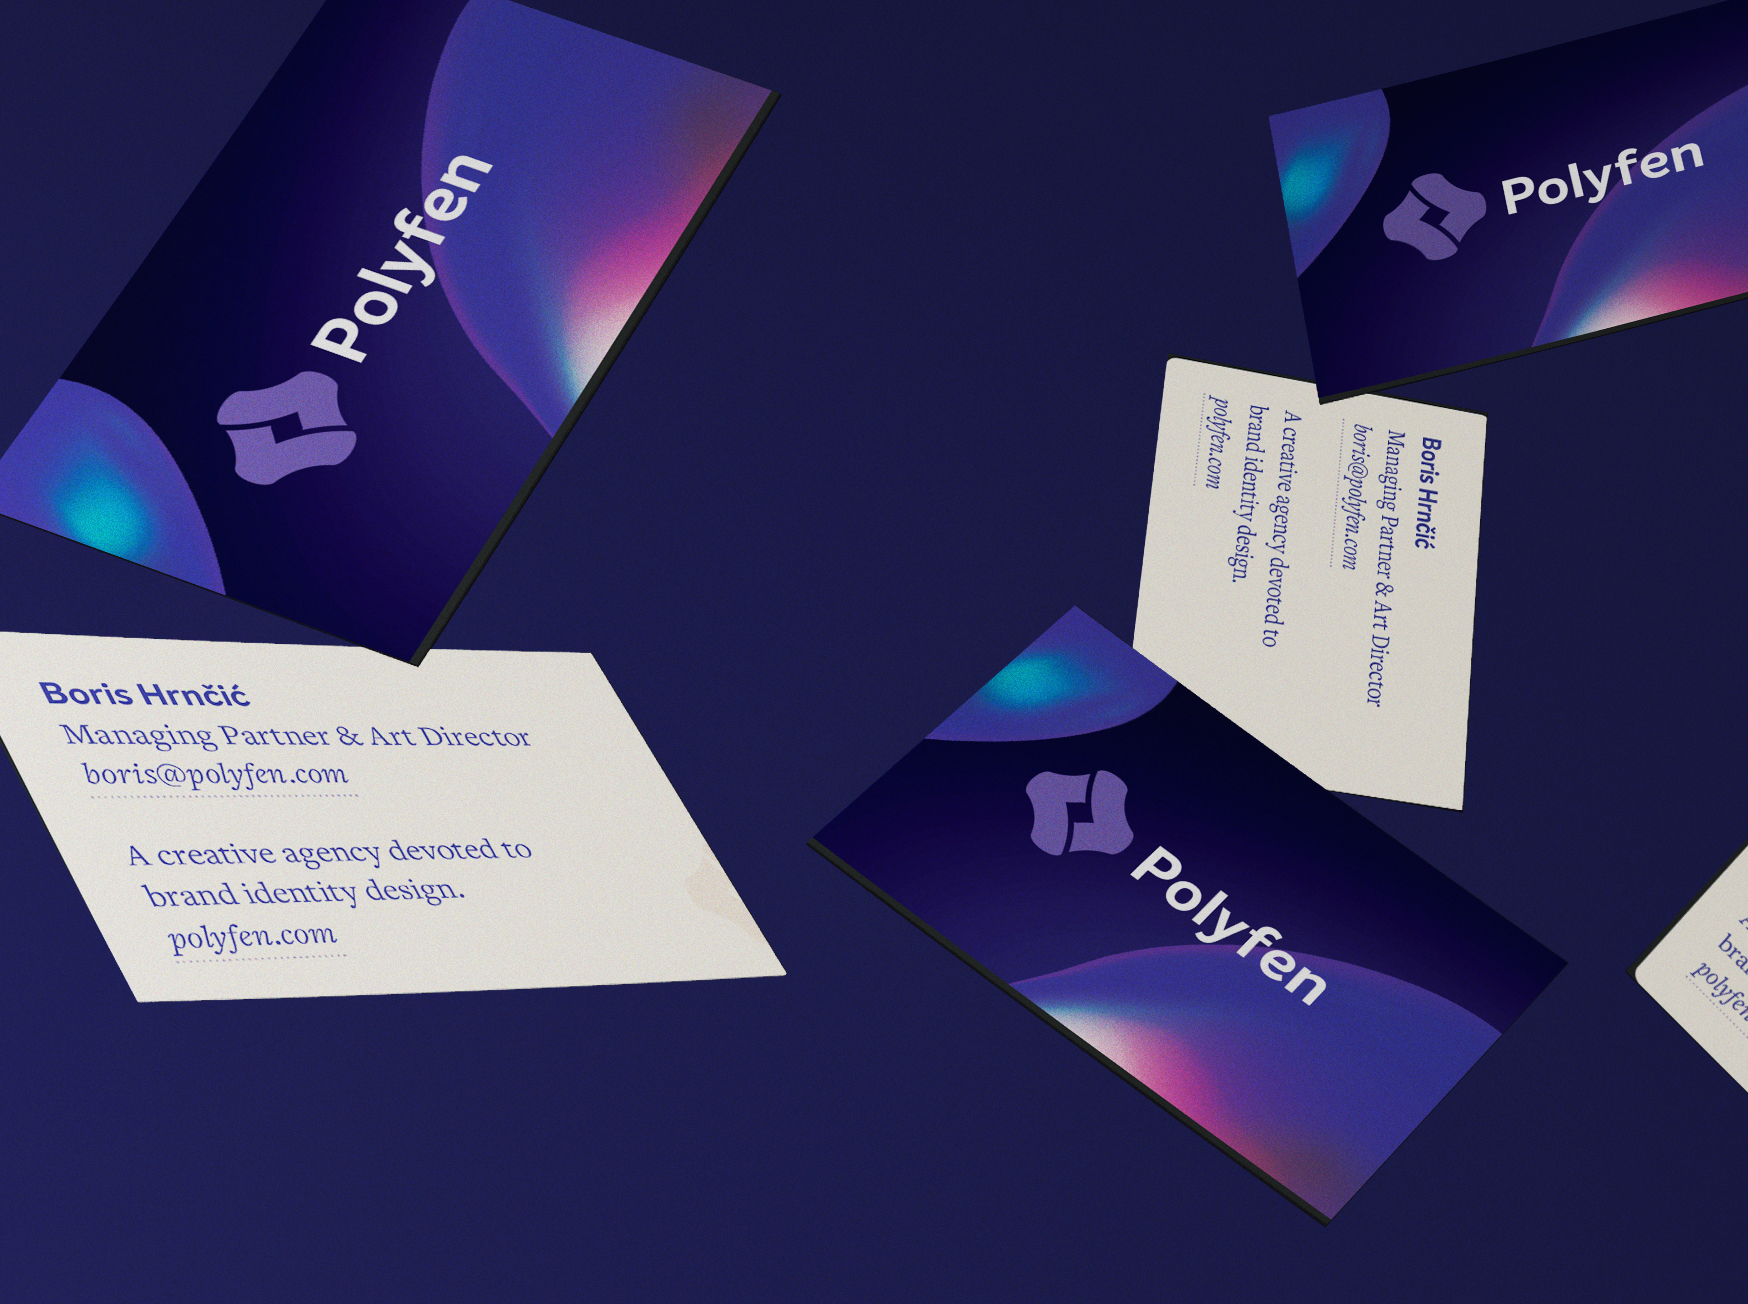 Polyfen
Boris Hrnčić
Managing Partner & Art Director
boris@polyfen.com
A creative agency devoted to
brand identity design.
polyfen.com
Polyfen
Boris Hrnčić
Managing Partner & Art Director
boris@polyfen.com
A creative agency devoted to
brand identity design.
polyfen.com
Polyfen